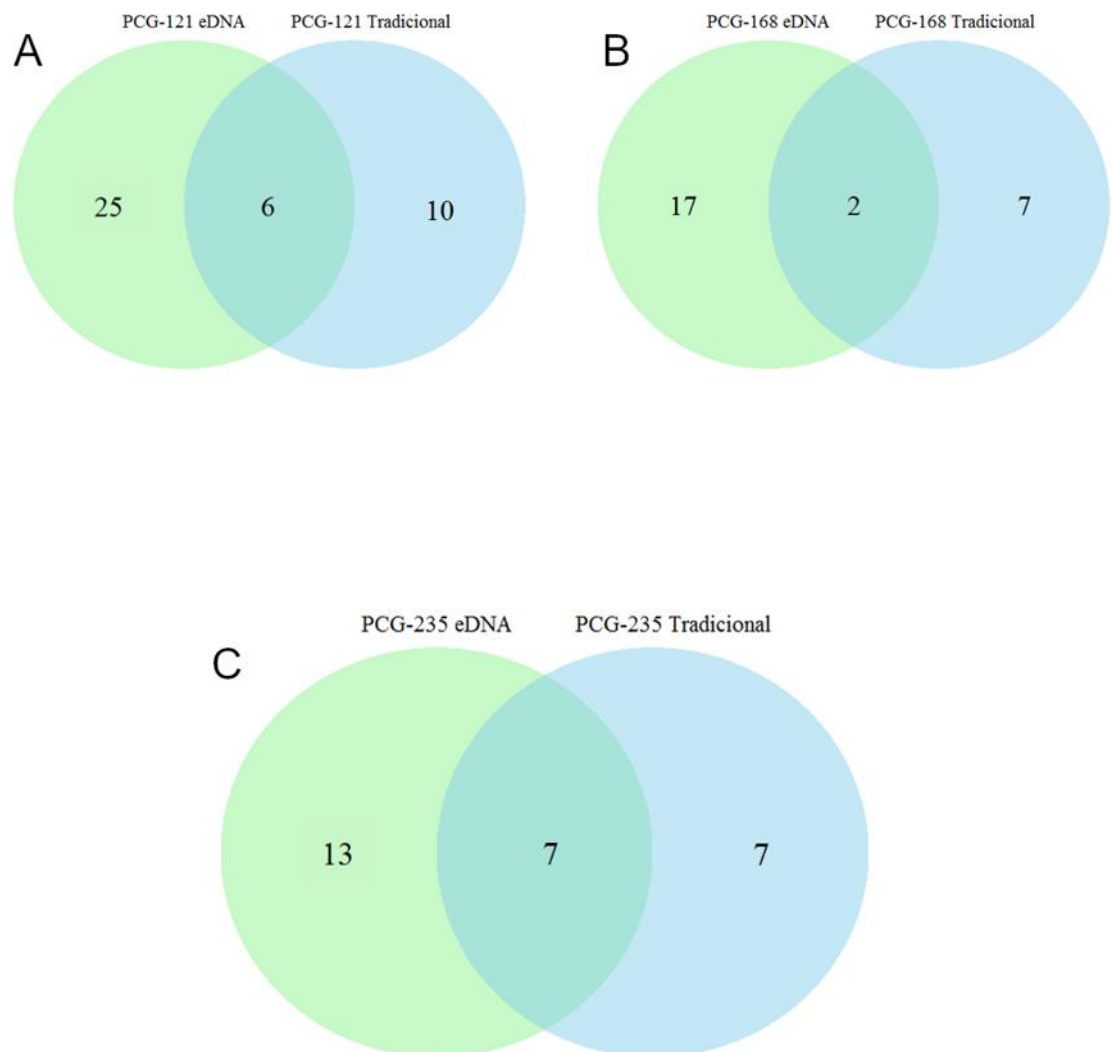 A
PCG-121 eDNA PCG-121 Tradicional
25 6 10
B
PCG-168 eDNA PCG-168 Tradicional
17 2 7
C
PCG-235 eDNA PCG-235 Tradicional
13 7 7